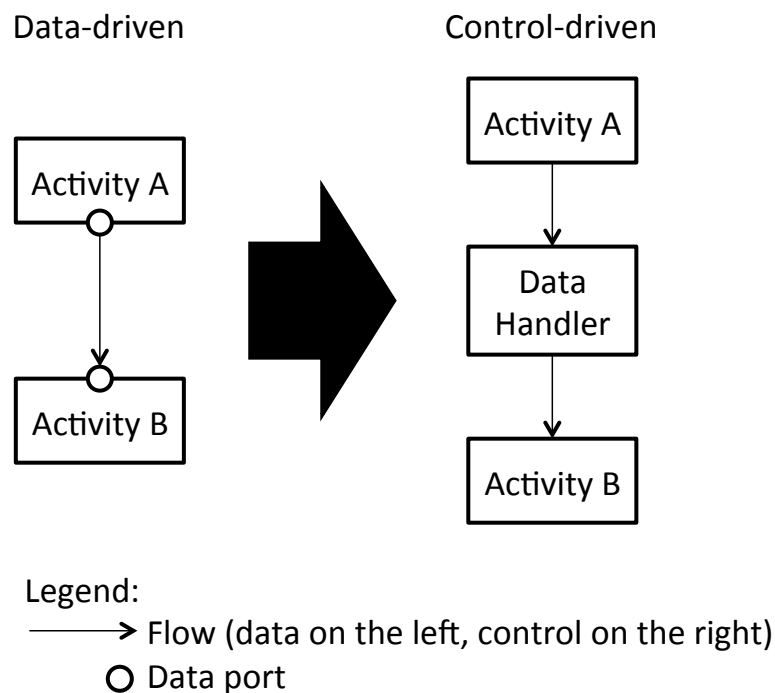 Data-driven
Control-driven
Activity A
Activity B
Activity A
Data
Handler
Activity B
Legend:
Flow (data on the left, control on the right)
Data port